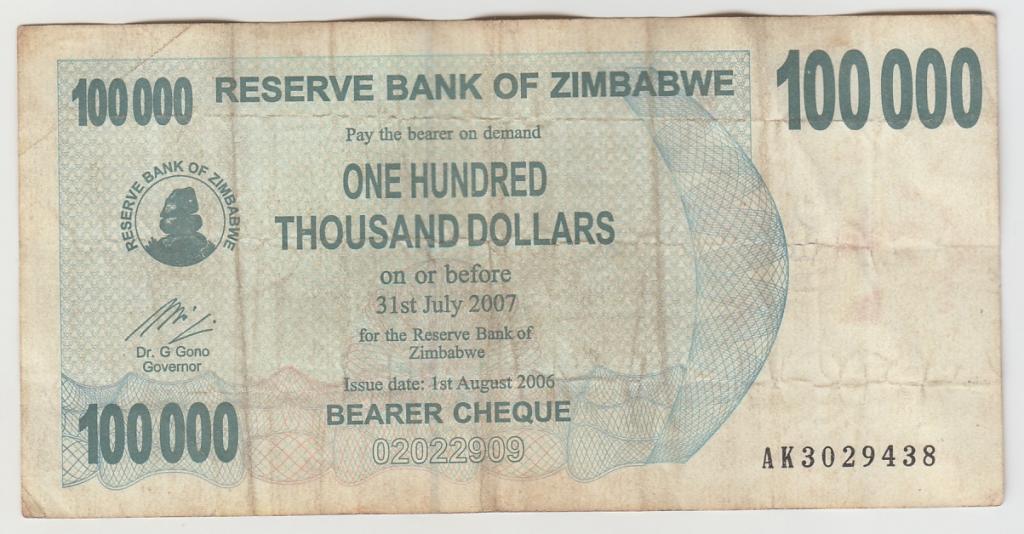 100 000
RESERVE BANK OF ZIMBABWE
100 000
Pay the bearer on demand
ONE HUNDRED
THOUSAND DOLLARS
RESERVE BANK OF ZIMBABWE
on or before
31st July 2007
for the Reserve Bank of
Zimbabwe
Dr. G Gono
Governor
Issue date: 1st August 2006
BEARER CHEQUE
100 000
02022909
AK3029438